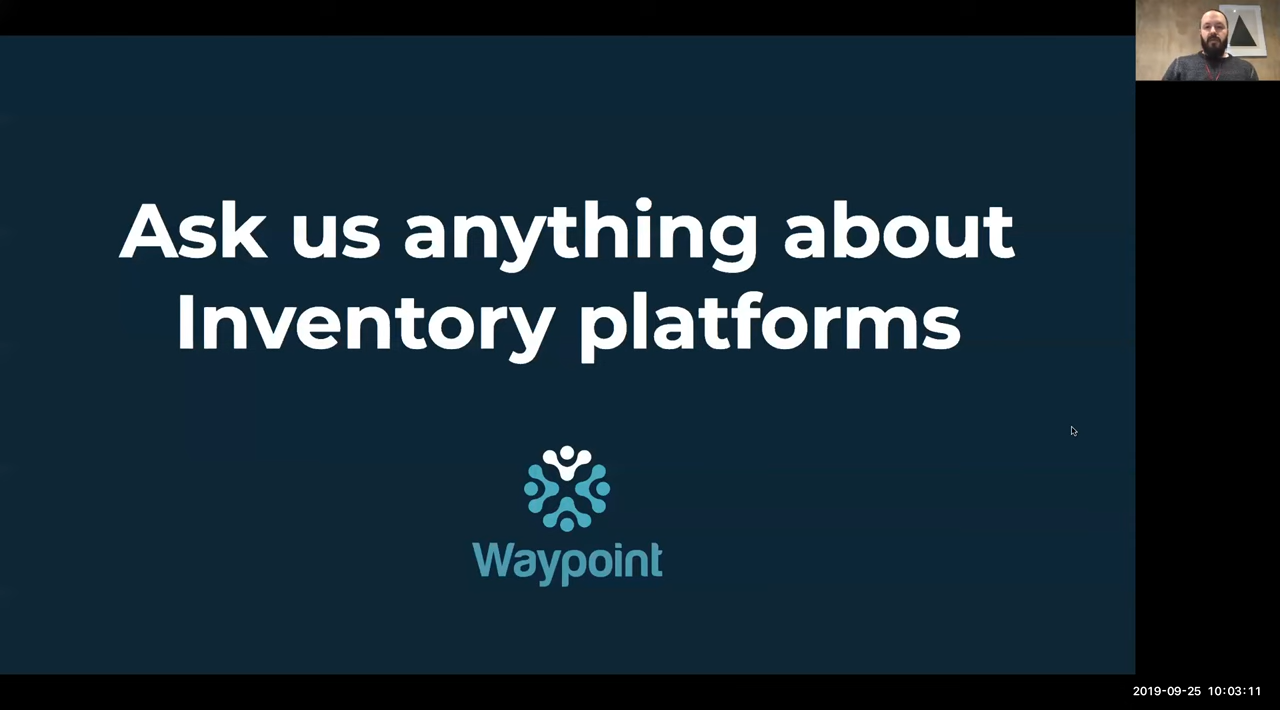 Ask us anything about
Inventory platforms
Waypoint
2019-09-25 10:03:11